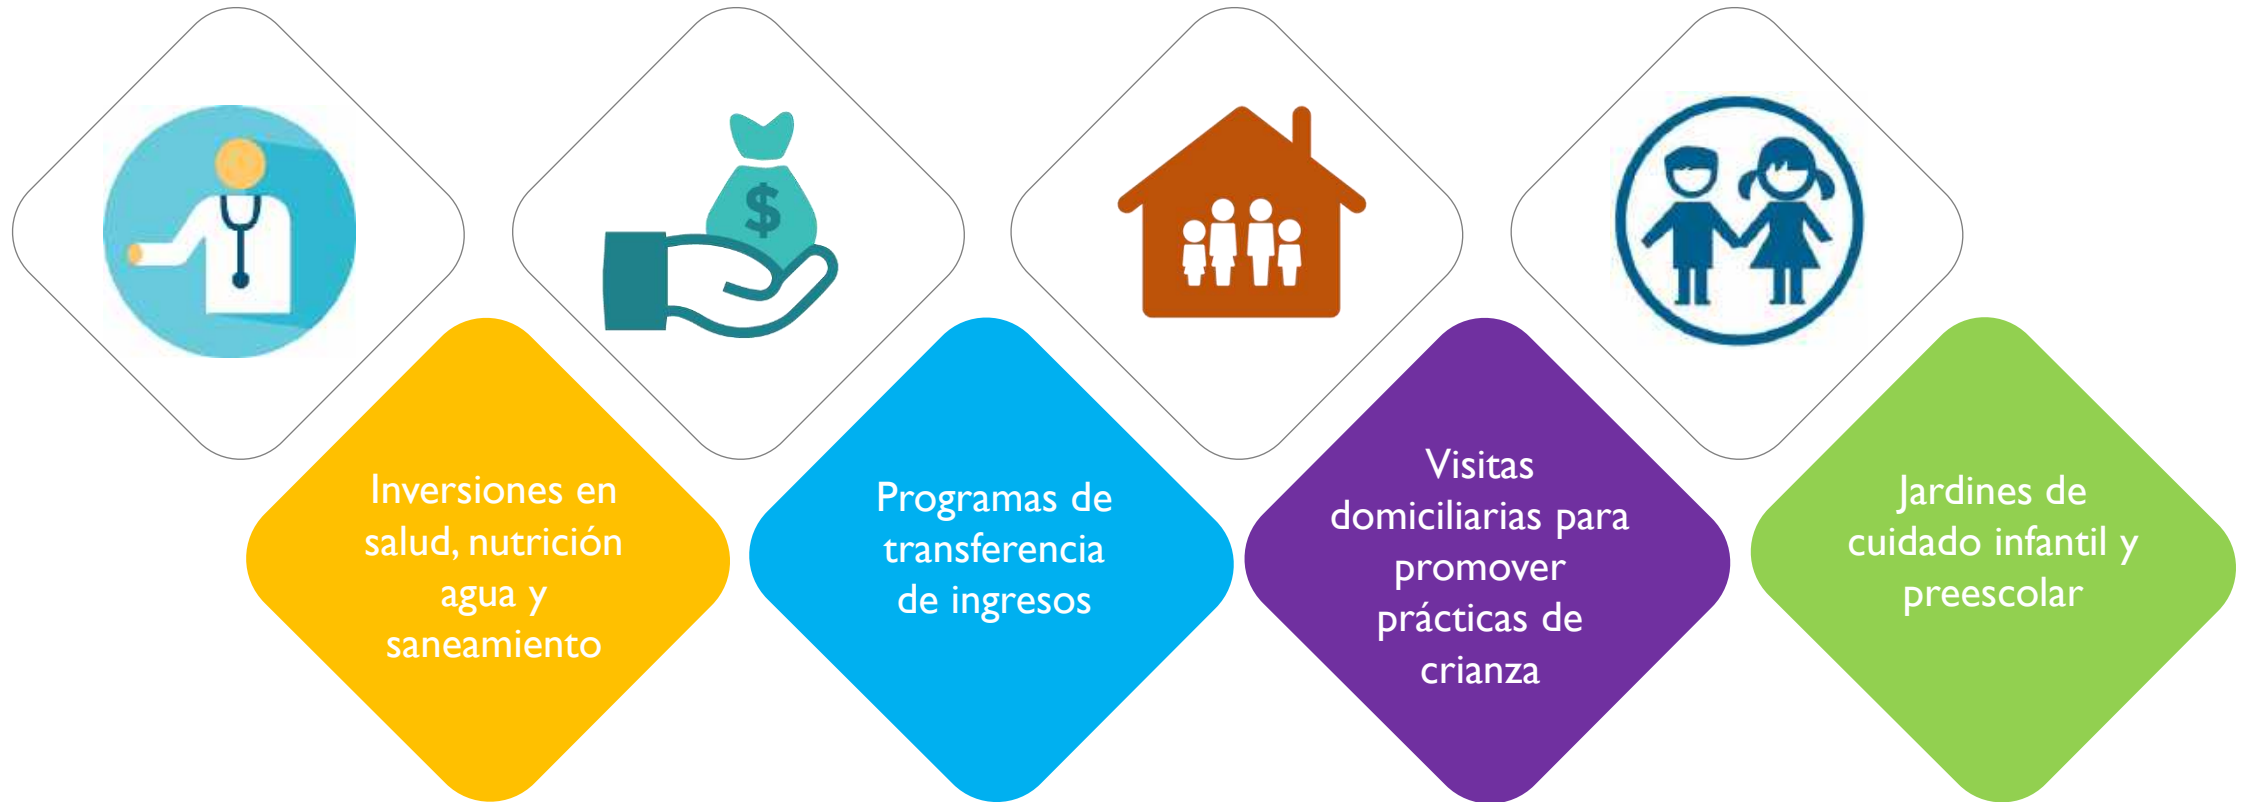 Inversiones en
salud, nutrición
agua y
saneamiento
Programas de
transferencia
de ingresos
Visitas
domiciliarias para
promover
prácticas de
crianza
Jardines de
cuidado infantil y
preescolar
$